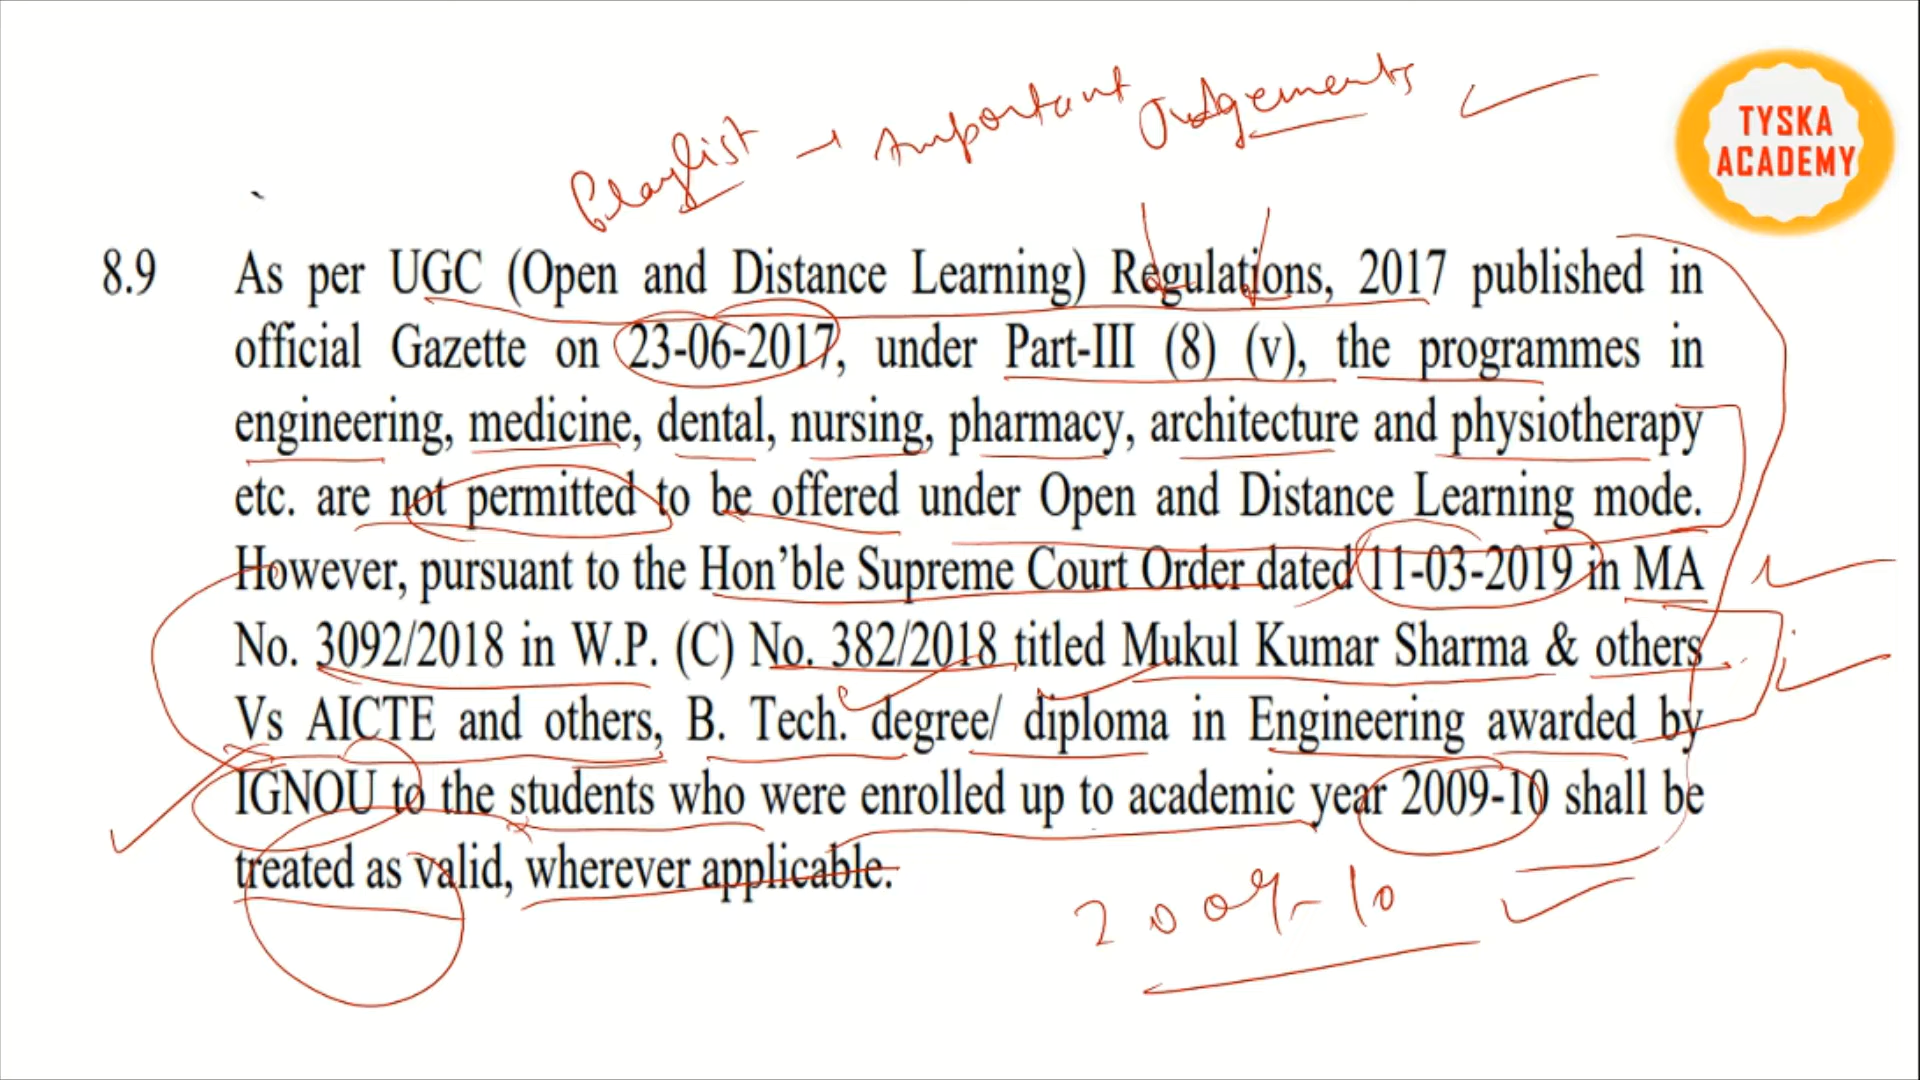 Playlist → Important Judgements
TYSKA
ACADEMY
8.9 As per UGC (Open and Distance Learning) Regulations, 2017 published in
official Gazette on 23-06-2017, under Part-III (8) (v), the programmes in
engineering, medicine, dental, nursing, pharmacy, architecture and physiotherapy
etc. are not permitted to be offered under Open and Distance Learning mode.
However, pursuant to the Hon’ble Supreme Court Order dated 11-03-2019 in MA
No. 3092/2018 in W.P. (C) No. 382/2018 titled Mukul Kumar Sharma & others
Vs AICTE and others, B. Tech. degree/ diploma in Engineering awarded by
IGNOU to the students who were enrolled up to academic year 2009-10 shall be
treated as valid, wherever applicable.
2009-10